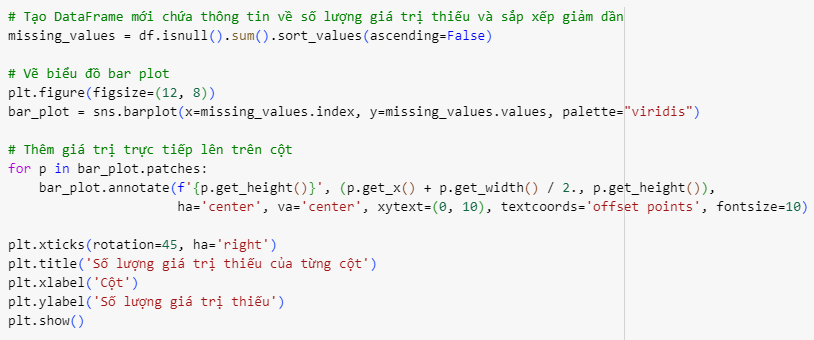 # Tạo DataFrame mới chứa thông tin về số lượng giá trị thiếu và sắp xếp giảm dần
missing_values = df.isnull().sum().sort_values(ascending=False)
# Vẽ biểu đồ bar plot
plt.figure(figsize=(12, 8))
bar_plot = sns.barplot(x=missing_values.index, y=missing_values.values, palette="viridis")
# Thêm giá trị trực tiếp lên trên cột
for p in bar_plot.patches:
    bar_plot.annotate(f'{p.get_height()}', (p.get_x() + p.get_width() / 2., p.get_height()),
                      ha='center', va='center', xytext=(0, 10), textcoords='offset points', fontsize=10)
plt.xticks(rotation=45, ha='right')
plt.title('Số lượng giá trị thiếu của từng cột')
plt.xlabel('Cột')
plt.ylabel('Số lượng giá trị thiếu')
plt.show()